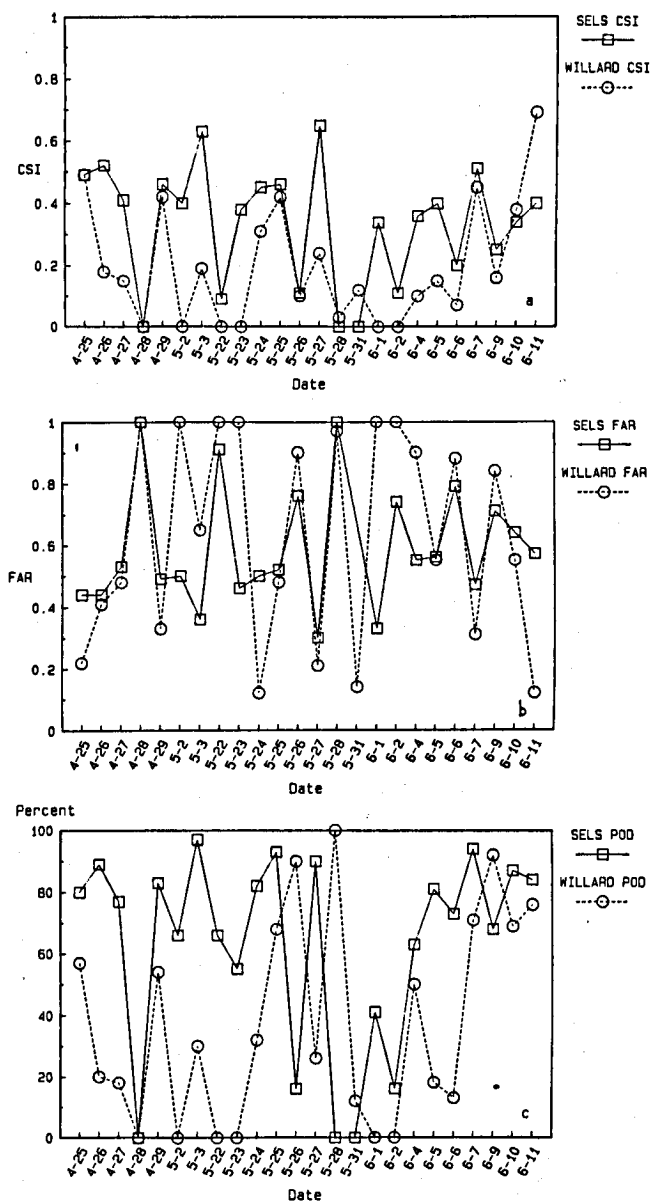 1
0.8
0.6
CSI
0.4
0.2
0
SELS CSI
WILLARD CSI
a
4-25 4-26 4-27 4-28 4-29 5-2 5-3 5-22 5-23 5-24 5-25 5-26 5-27 5-28 5-31 6-1 6-2 6-4 6-5 6-6 6-7 6-9 6-10 6-11
Date
1
0.8
0.6
FAR
0.4
0.2
0
SELS FAR
WILLARD FAR
b
4-25 4-26 4-27 4-28 4-29 5-2 5-3 5-22 5-23 5-24 5-25 5-26 5-27 5-28 5-31 6-1 6-2 6-4 6-5 6-6 6-7 6-9 6-10 6-11
Date
Percent
100
80
60
40
20
0
SELS POD
WILLARD POD
c
4-25 4-26 4-27 4-28 4-29 5-2 5-3 5-22 5-23 5-24 5-25 5-26 5-27 5-28 5-31 6-1 6-2 6-4 6-5 6-6 6-7 6-9 6-10 6-11
Date